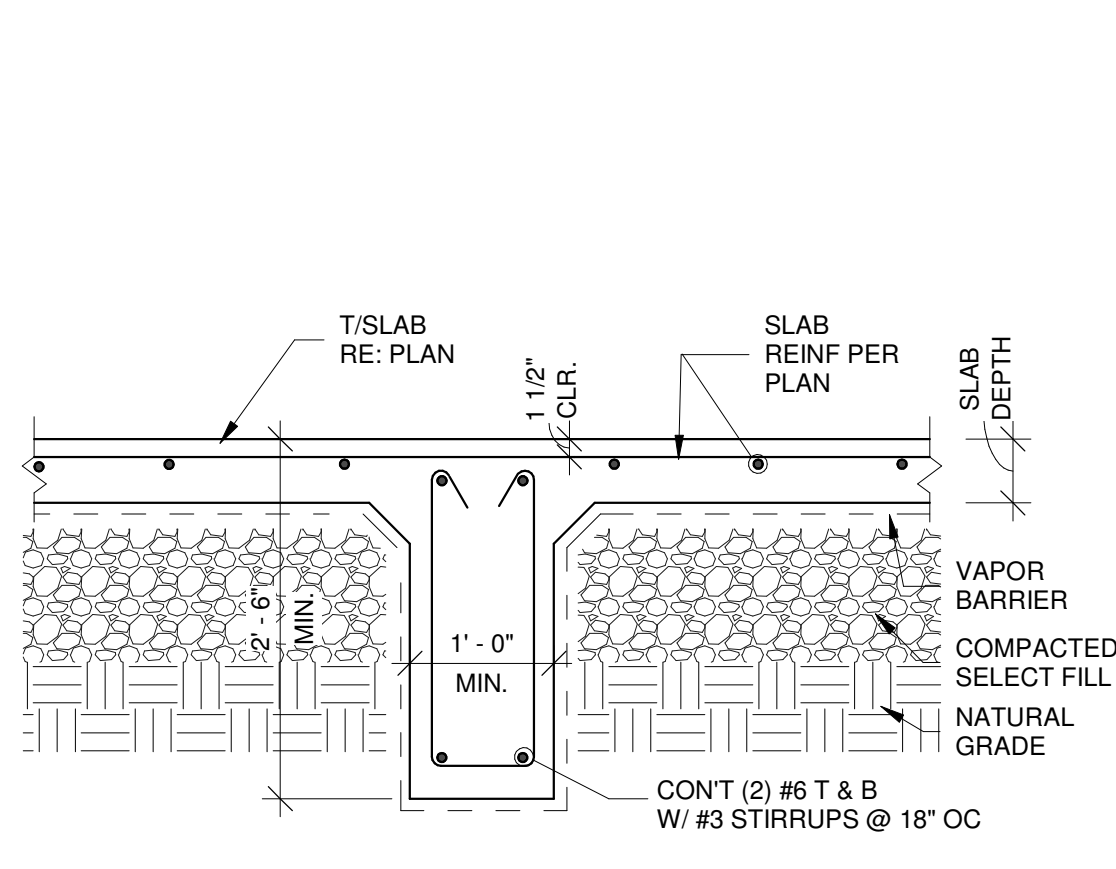 T/SLAB
RE: PLAN
1 1/2"
CLR.
SLAB
REINF PER
PLAN
SLAB
DEPTH
2' - 6"
MIN.
1' - 0"
MIN.
VAPOR
BARRIER
COMPACTED
SELECT FILL
NATURAL
GRADE
CON'T (2) #6 T & B
W/ #3 STIRRUPS @ 18" OC